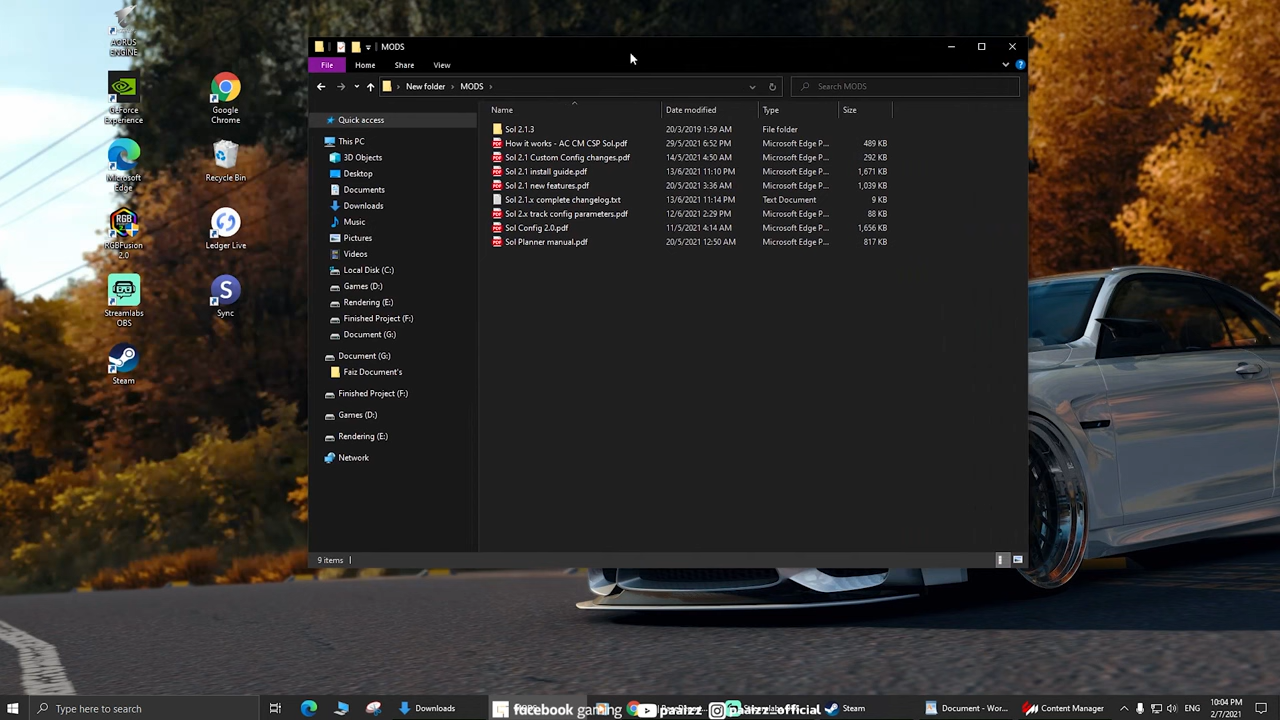 AORUS ENGINE
GeForce Experience
Google Chrome
Microsoft Edge
Recycle Bin
RGBFusion 2.0
Ledger Live
Streamlabs OBS
Sync
Steam
MODS
File Home Share View
New folder > MODS >
Search MODS
Name Date modified Type Size
Quick access
This PC
3D Objects
Desktop
Documents
Downloads
Music
Pictures
Videos
Local Disk (C:)
Games (D:)
Rendering (E:)
Finished Project (F:)
Document (G:)
Document (G:)
Faiz Document's
Finished Project (F:)
Games (D:)
Rendering (E:)
Network
Sol 2.1.3 20/3/2019 1:59 AM File folder
How it works - AC CM CSP Sol.pdf 29/5/2021 6:52 PM Microsoft Edge P... 489 KB
Sol 2.1 Custom Config changes.pdf 14/5/2021 4:50 AM Microsoft Edge P... 292 KB
Sol 2.1 install guide.pdf 13/6/2021 11:10 PM Microsoft Edge P... 1,671 KB
Sol 2.1 new features.pdf 20/5/2021 3:36 AM Microsoft Edge P... 1,039 KB
Sol 2.1.x complete changelog.txt 13/6/2021 11:14 PM Text Document 9 KB
Sol 2.x track config parameters.pdf 12/6/2021 2:29 PM Microsoft Edge P... 88 KB
Sol Config 2.0.pdf 11/5/2021 4:14 AM Microsoft Edge P... 1,656 KB
Sol Planner manual.pdf 20/5/2021 12:50 AM Microsoft Edge P... 817 KB
9 items
Type here to search
Downloads
facebook gaming paaizz paaizz_official
Steam
Document - Wor...
Content Manager
ENG
10:04 PM
2/7/2021